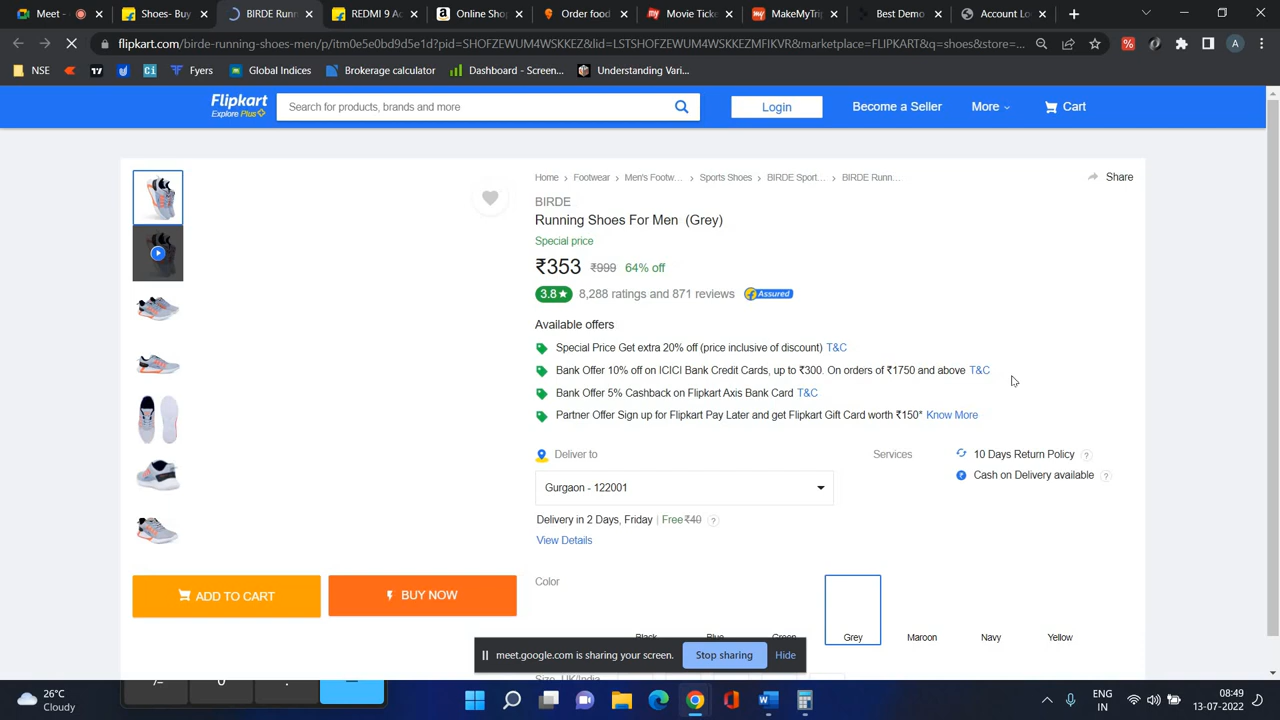 Meet
Shoes- Buy
BIRDE Runn
REDMI 9 Ac
Online Shop
Order food
Movie Ticke
MakeMyTrip
Best Demo
Account Lo
flipkart.com/birde-running-shoes-men/p/itm0e5e0bd9d5e1d?pid=SHOFZEWUM4WSKKEZ&lid=LSTSHOFZEWUM4WSKKEZMFIKVR&marketplace=FLIPKART&q=shoes&store=...
A
NSE
Fyers
Global Indices
Brokerage calculator
Dashboard - Screen...
Understanding Vari...
Flipkart
Explore Plus
Search for products, brands and more
Login
Become a Seller
More
Cart
Home > Footwear > Men's Footw... > Sports Shoes > BIRDE Sport... > BIRDE Runn...
Share
BIRDE
Running Shoes For Men (Grey)
Special price
₹353 ₹999 64% off
3.8★ 8,288 ratings and 871 reviews Assured
Available offers
Special Price Get extra 20% off (price inclusive of discount) T&C
Bank Offer 10% off on ICICI Bank Credit Cards, up to ₹300. On orders of ₹1750 and above T&C
Bank Offer 5% Cashback on Flipkart Axis Bank Card T&C
Partner Offer Sign up for Flipkart Pay Later and get Flipkart Gift Card worth ₹150* Know More
Deliver to
Services
10 Days Return Policy ?
Gurgaon - 122001
Cash on Delivery available ?
Delivery in 2 Days, Friday | Free ₹40 ?
View Details
ADD TO CART
BUY NOW
Color
Black
Blue
Green
Grey
Maroon
Navy
Yellow
meet.google.com is sharing your screen.
Stop sharing
Hide
Size- UK/India
26°C
Cloudy
ENG
IN
08:49
13-07-2022